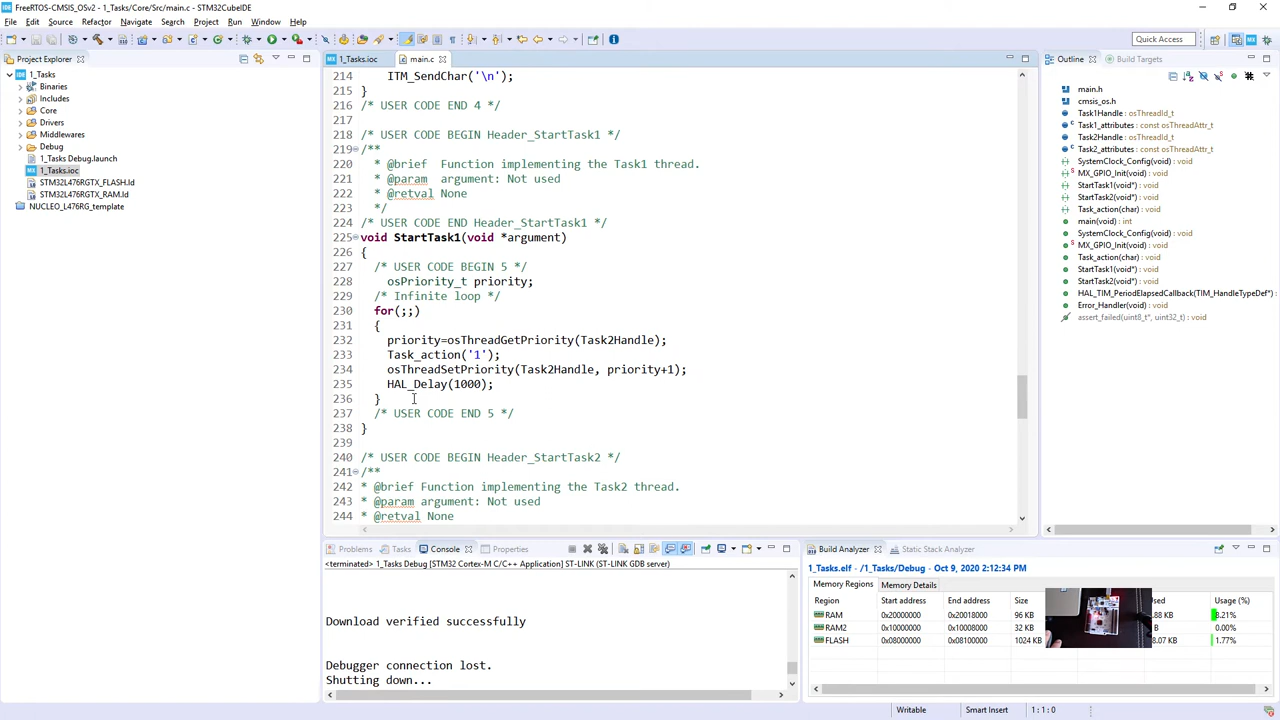 FreeRTOS-CMSIS_OSv2 - 1_Tasks/Core/Src/main.c - STM32CubeIDE
File Edit Source Refactor Navigate Search Project Run Window Help
Quick Access
Project Explorer
1_Tasks
Binaries
Includes
Core
Drivers
Middlewares
Debug
1_Tasks Debug.launch
1_Tasks.ioc
STM32L476RGTX_FLASH.ld
STM32L476RGTX_RAM.ld
NUCLEO_L476RG_template
1_Tasks.ioc
main.c
214 ITM_SendChar('\n');
215 }
216 /* USER CODE END 4 */
217
218 /* USER CODE BEGIN Header_StartTask1 */
219 /**
220 * @brief Function implementing the Task1 thread.
221 * @param argument: Not used
222 * @retval None
223 */
224 /* USER CODE END Header_StartTask1 */
225 void StartTask1(void *argument)
226 {
227 /* USER CODE BEGIN 5 */
228 osPriority_t priority;
229 /* Infinite loop */
230 for(;;)
231 {
232 priority=osThreadGetPriority(Task2Handle);
233 Task_action('1');
234 osThreadSetPriority(Task2Handle, priority+1);
235 HAL_Delay(1000);
236 }
237 /* USER CODE END 5 */
238 }
239
240 /* USER CODE BEGIN Header_StartTask2 */
241 /**
242 * @brief Function implementing the Task2 thread.
243 * @param argument: Not used
244 * @retval None
Outline
Build Targets
main.h
cmsis_os.h
Task1Handle : osThreadId_t
Task1_attributes : const osThreadAttr_t
Task2Handle : osThreadId_t
Task2_attributes : const osThreadAttr_t
SystemClock_Config(void) : void
MX_GPIO_Init(void) : void
StartTask1(void*) : void
StartTask2(void*) : void
Task_action(char) : void
main(void) : int
SystemClock_Config(void) : void
MX_GPIO_Init(void) : void
Task_action(char) : void
StartTask1(void*) : void
StartTask2(void*) : void
HAL_TIM_PeriodElapsedCallback(TIM_HandleTypeDef*) :
Error_Handler(void) : void
assert_failed(uint8_t*, uint32_t) : void
Problems Tasks Console Properties
<terminated> 1_Tasks Debug [STM32 Cortex-M C/C++ Application] ST-LINK (ST-LINK GDB server)
Download verified successfully
Debugger connection lost.
Shutting down...
Build Analyzer
Static Stack Analyzer
1_Tasks.elf - /1_Tasks/Debug - Oct 9, 2020 2:12:34 PM
Memory Regions Memory Details
Region Start address End address Size Usage (%)
RAM 0x20000000 0x20018000 96 KB 8.21%
RAM2 0x10000000 0x10008000 32 KB 0.00%
FLASH 0x08000000 0x08100000 1024 KB 1.77%
Writable Smart Insert 1 : 1 : 0